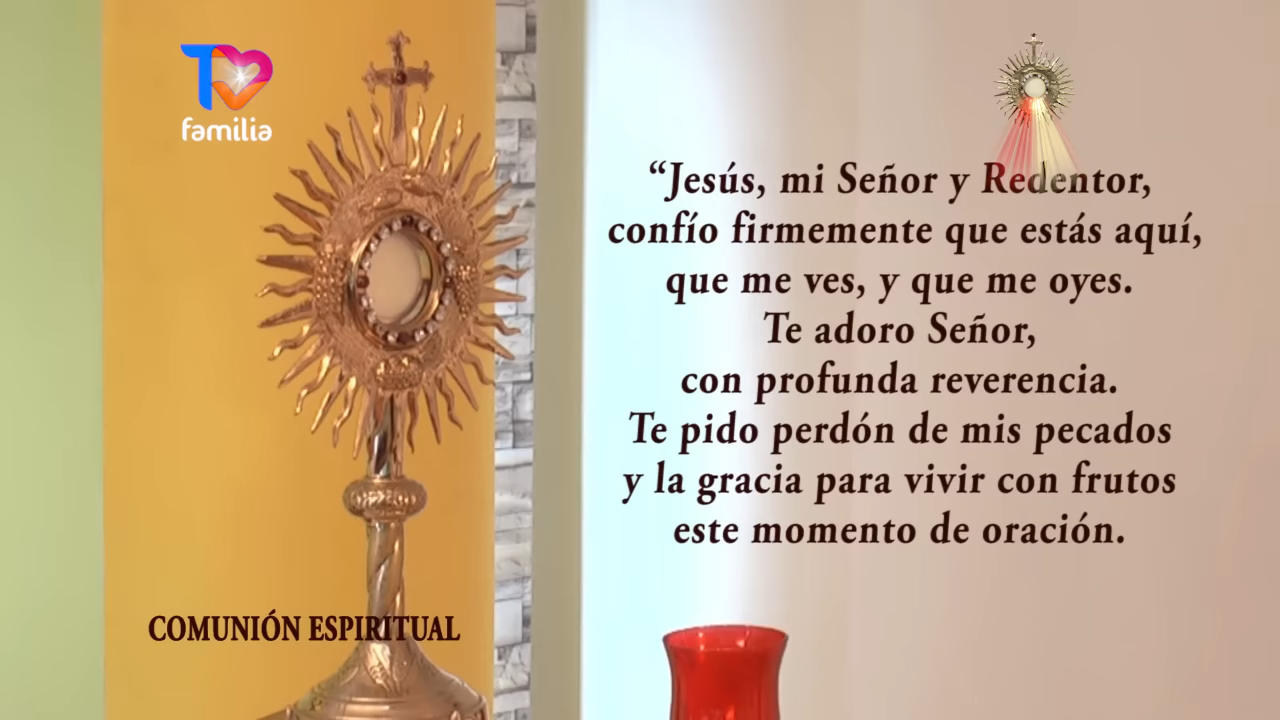 familia
“Jesús, mi Señor y Redentor,
confío firmemente que estás aquí,
que me ves, y que me oyes.
Te adoro Señor,
con profunda reverencia.
Te pido perdón de mis pecados
y la gracia para vivir con frutos
este momento de oración.
COMUNIÓN ESPIRITUAL